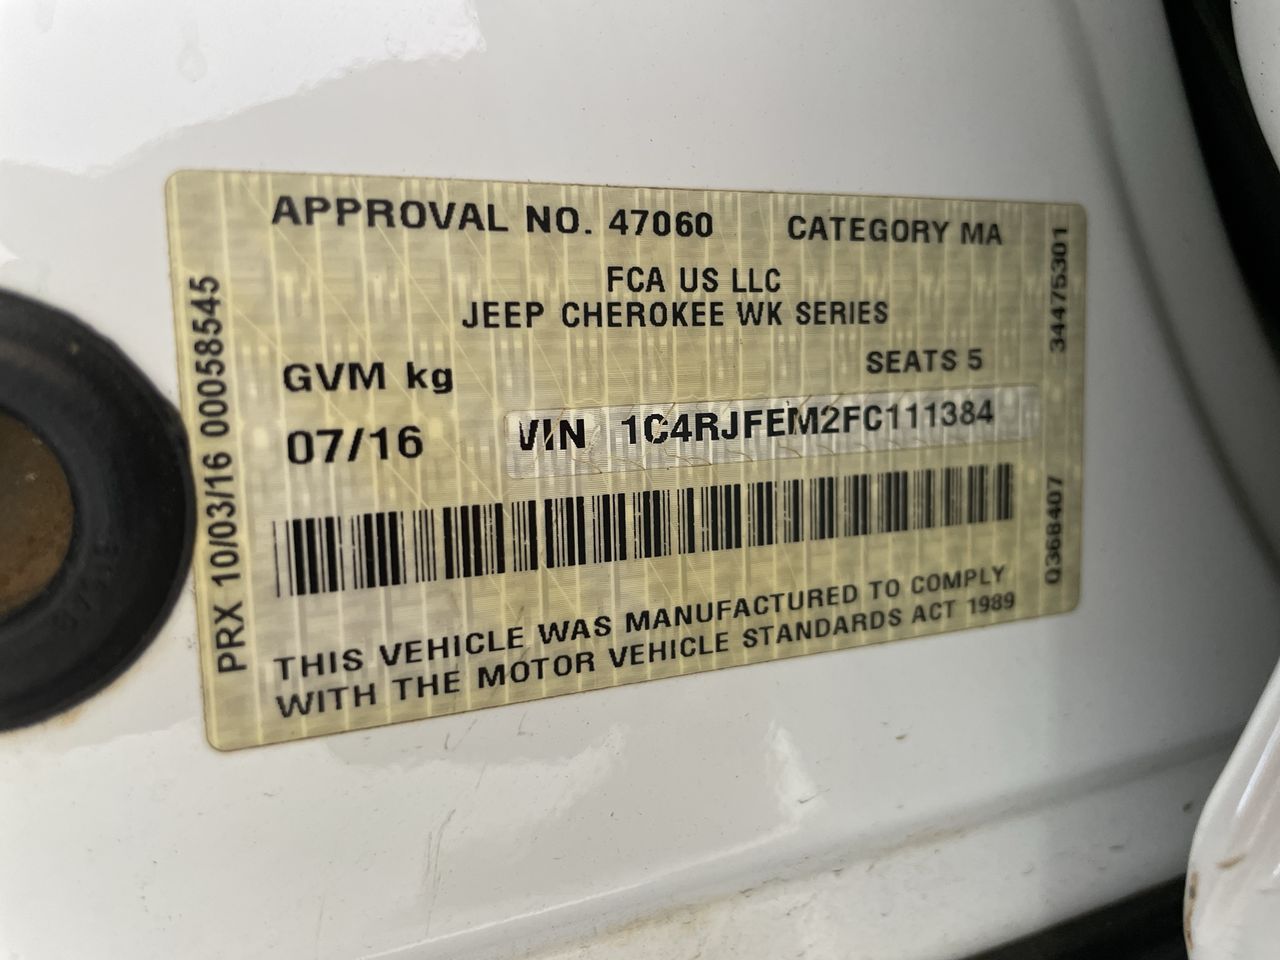 APPROVAL NO. 47060 CATEGORY MA
FCA US LLC
JEEP CHEROKEE WK SERIES
GVM kg SEATS 5
07/16 VIN 1C4RJFEM2FC111384
THIS VEHICLE WAS MANUFACTURED TO COMPLY
WITH THE MOTOR VEHICLE STANDARDS ACT 1989
PRX 10/03/16 00058545
34475301
0368407